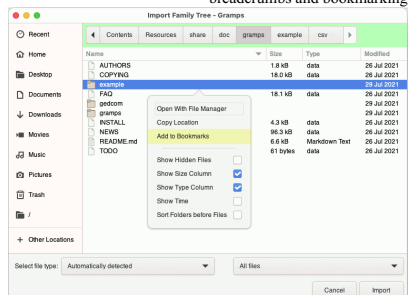 breadcrumbs and bookmarking
Import Family Tree - Gramps
Recent
Contents Resources share doc gramps example csv
Home
Name Size Type Modified
AUTHORS 1.8 kB data 26 Jul 2021
COPYING 18.0 kB data 26 Jul 2021
Desktop
example 29 Jul 2021
FAQ 18.1 kB data 26 Jul 2021
Documents
gedcom 29 Jul 2021
gramps 29 Jul 2021
Downloads
INSTALL 4.3 kB data 26 Jul 2021
NEWS 96.3 kB data 26 Jul 2021
Movies
README.md 6.6 kB Markdown Text 26 Jul 2021
TODO 61 bytes data 26 Jul 2021
Music
Pictures
Trash
/
Other Locations
Open With File Manager
Copy Location
Add to Bookmarks
Show Hidden Files
Show Size Column
Show Type Column
Show Time
Sort Folders before Files
Select file type: Automatically detected All files
Cancel Import